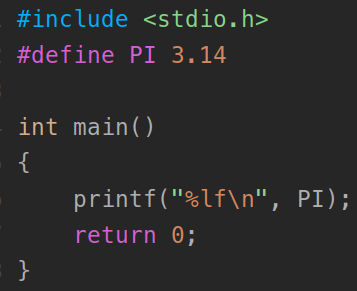 #include <stdio.h>
#define PI 3.14

int main()
{
    printf("%lf\n", PI);
    return 0;
}